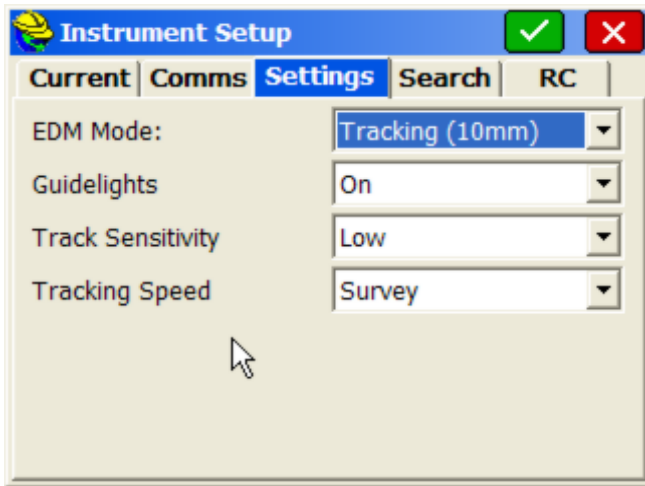 Instrument Setup
Current Comms Settings Search RC
EDM Mode: Tracking (10mm)
Guidelights On
Track Sensitivity Low
Tracking Speed Survey